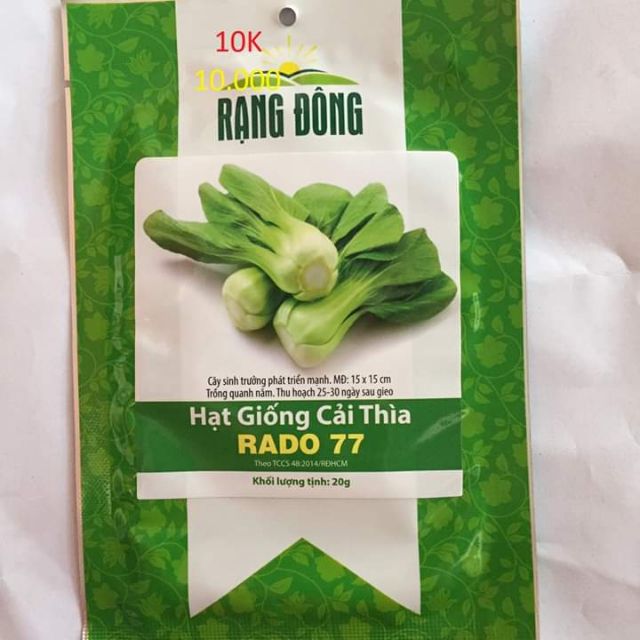 10K
10.000
RẠNG ĐÔNG
Cây sinh trưởng phát triển mạnh. MĐ: 15 x 15 cm
Trồng quanh năm. Thu hoạch 25-30 ngày sau gieo
Hạt Giống Cải Thìa
RADO 77
Theo TCCS 48:2014/RĐHCM
Khối lượng tịnh: 20g